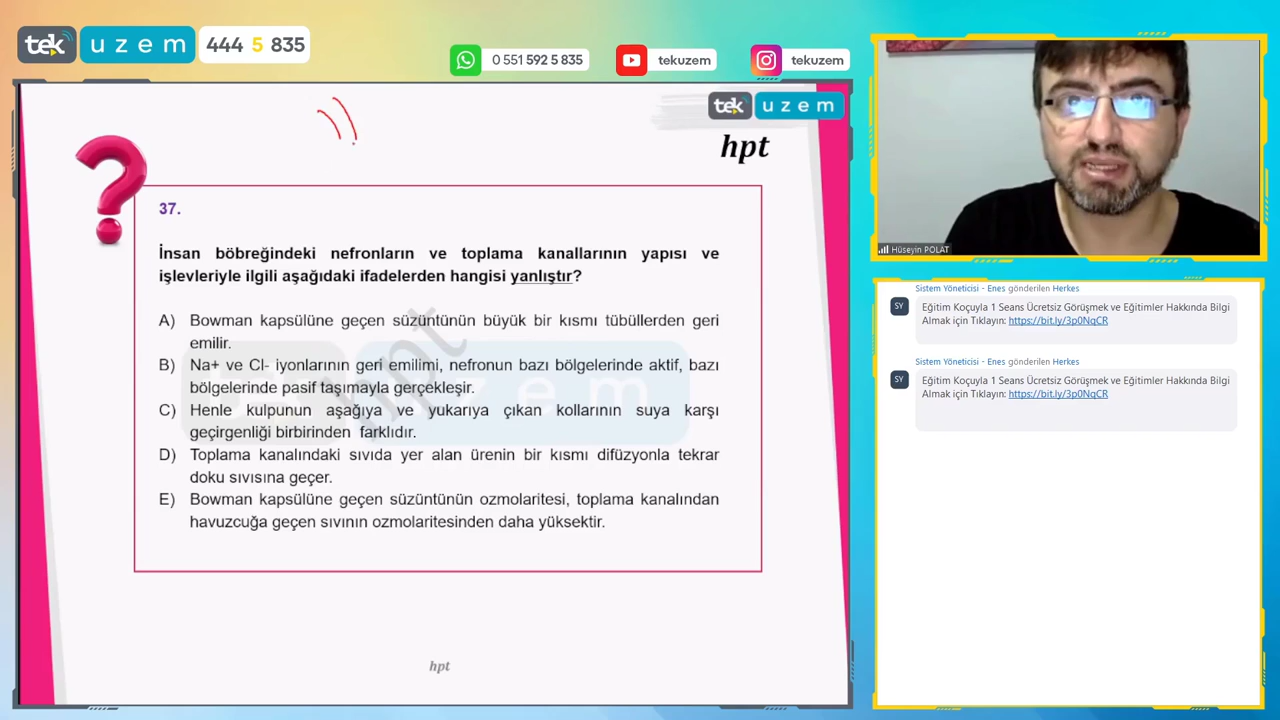 tek uzem 444 5 835
0 551 592 5 835
tekuzem
tekuzem
tek uzem
hpt
37.
İnsan böbreğindeki nefronların ve toplama kanallarının yapısı ve
işlevleriyle ilgili aşağıdaki ifadelerden hangisi yanlıştır?
A) Bowman kapsülüne geçen süzüntünün büyük bir kısmı tübüllerden geri
emilir.
B) Na+ ve Cl- iyonlarının geri emilimi, nefronun bazı bölgelerinde aktif, bazı
bölgelerinde pasif taşımayla gerçekleşir.
C) Henle kulpunun aşağıya ve yukarıya çıkan kollarının suya karşı
geçirgenliği birbirinden farklıdır.
D) Toplama kanalındaki sıvıda yer alan ürenin bir kısmı difüzyonla tekrar
doku sıvısına geçer.
E) Bowman kapsülüne geçen süzüntünün ozmolaritesi, toplama kanalından
havuzcuğa geçen sıvının ozmolaritesinden daha yüksektir.
hpt
uzem
hpt
Hüseyin POLAT
Sistem Yöneticisi - Enes gönderilen Herkes
SY
Eğitim Koçuyla 1 Seans Ücretsiz Görüşmek ve Eğitimler Hakkında Bilgi
Almak için Tıklayın: https://bit.ly/3p0NqCR
Sistem Yöneticisi - Enes gönderilen Herkes
SY
Eğitim Koçuyla 1 Seans Ücretsiz Görüşmek ve Eğitimler Hakkında Bilgi
Almak için Tıklayın: https://bit.ly/3p0NqCR